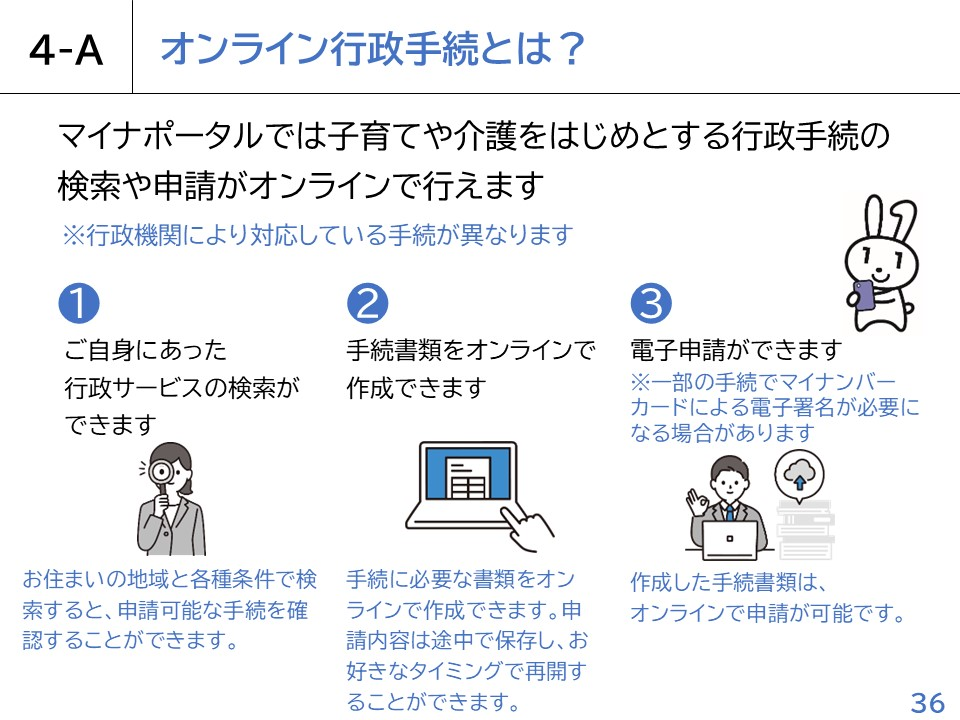 4-A
オンライン行政手続とは？
マイナポータルでは子育てや介護をはじめとする行政手続の
検索や申請がオンラインで行えます
※行政機関により対応している手続が異なります
1
ご自身にあった
行政サービスの検索が
できます
お住まいの地域と各種条件で検
索すると、申請可能な手続を確
認することができます。
2
手続書類をオンラインで
作成できます
手続に必要な書類をオン
ラインで作成できます。申
請内容は途中で保存し、お
好きなタイミングで再開す
ることができます。
3
電子申請ができます
※一部の手続でマイナンバー
カードによる電子署名が必要に
なる場合があります
作成した手続書類は、
オンラインで申請が可能です。
36